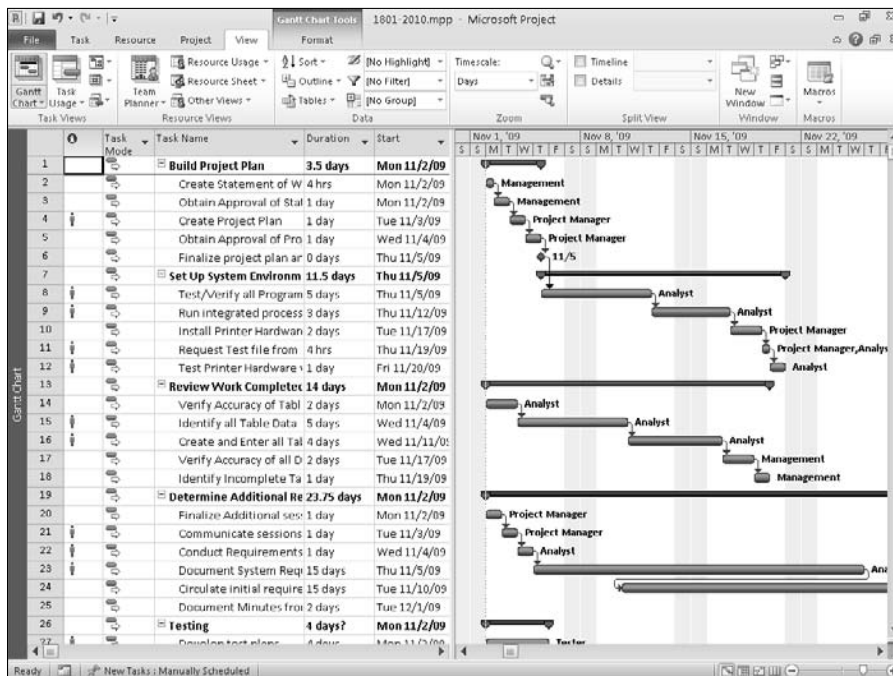 Gantt Chart Tools
1801-2010.mpp - Microsoft Project
File Task Resource Project View Format
Gantt Chart
Task Usage
Team Planner
Resource Usage
Resource Sheet
Other Views
Sort
Outline
Tables
[No Highlight]
[No Filter]
[No Group]
Timescale:
Days
Timeline
Details
New Window
Macros
Task Views Resource Views Data Zoom Split View Window Macros
Task Mode Task Name Duration Start
Nov 1, '09 Nov 8, '09 Nov 15, '09 Nov 22, '09
S S M T W T F S S M T W T F S S M T W T F S S M T W T F
1 Build Project Plan 3.5 days Mon 11/2/09
2 Create Statement of W 4 hrs Mon 11/2/09 Management
3 Obtain Approval of Stat 1 day Mon 11/2/09 Management
4 Create Project Plan 1 day Tue 11/3/09 Project Manager
5 Obtain Approval of Pro 1 day Wed 11/4/09 Project Manager
6 Finalize project plan ar 0 days Thu 11/5/09 11/5
7 Set Up System Environm 11.5 days Thu 11/5/09
8 Test/Verify all Program 5 days Thu 11/5/09 Analyst
9 Run integrated process 3 days Thu 11/12/09 Analyst
10 Install Printer Hardwar 2 days Tue 11/17/09 Project Manager
11 Request Test file from 4 hrs Thu 11/19/09 Project Manager,Analys
12 Test Printer Hardware 1 day Fri 11/20/09 Analyst
13 Review Work Completed 14 days Mon 11/2/09
14 Verify Accuracy of Tabl 2 days Mon 11/2/09 Analyst
15 Identify all Table Data 5 days Wed 11/4/09 Analyst
16 Create and Enter all Tal 4 days Wed 11/11/0 Analyst
17 Verify Accuracy of all D 2 days Tue 11/17/09 Management
18 Identify Incomplete Ta 1 day Thu 11/19/09 Management
19 Determine Additional Re 23.75 days Mon 11/2/09
20 Finalize Additional ses 1 day Mon 11/2/09 Project Manager
21 Communicate sessions 1 day Tue 11/3/09 Project Manager
22 Conduct Requirements 1 day Wed 11/4/09 Analyst
23 Document System Requ 15 days Thu 11/5/09 Ana
24 Circulate initial require 15 days Tue 11/10/09
25 Document Minutes fro 2 days Tue 12/1/09
26 Testing 4 days? Mon 11/2/09
27 Develop test plans 4 days Mon 11/2/09 Tester
Gantt Chart
Ready New Tasks : Manually Scheduled